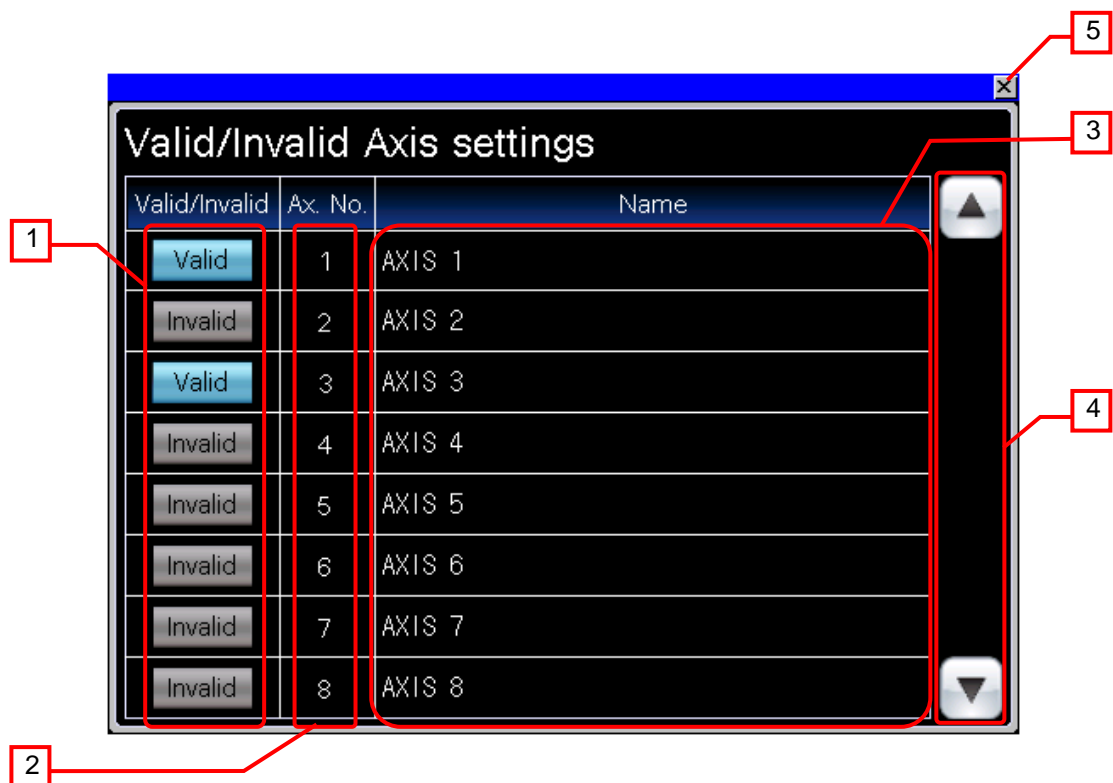 5
Valid/Invalid Axis settings
3
Valid/Invalid Ax. No. Name
1
Valid 1 AXIS 1
Invalid 2 AXIS 2
Valid 3 AXIS 3
4
Invalid 4 AXIS 4
Invalid 5 AXIS 5
Invalid 6 AXIS 6
Invalid 7 AXIS 7
Invalid 8 AXIS 8
2